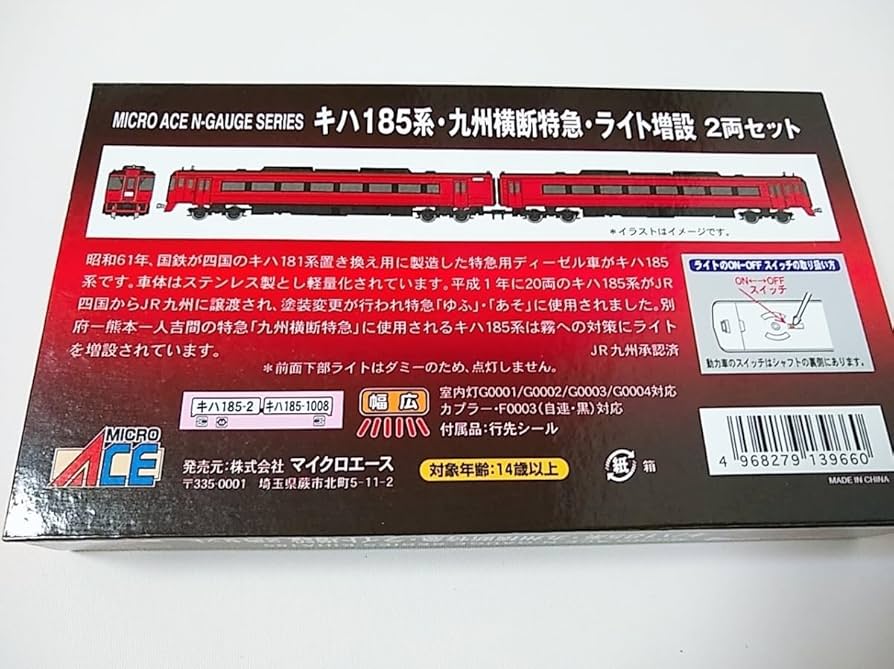 MICRO ACE N-GAUGE SERIES キハ185系・九州横断特急・ライト増設 2両セット
*イラストはイメージです。
昭和61年、国鉄が四国のキハ181系置き換え用に製造した特急用ディーゼル車がキハ185
系です。車体はステンレス製とし軽量化されています。平成1年に20両のキハ185系がJR
四国からJR九州に譲渡され、塗装変更が行われ特急「ゆふ」・「あそ」に使用されました。別
府ー熊本ー人吉間の特急「九州横断特急」に使用されるキハ185系は霧への対策にライト
を増設されています。 JR九州承認済
*前面下部ライトはダミーのため、点灯しません。
ライトのON-OFFスイッチの取り扱い方
ON←→OFF
スイッチ
動力車のスイッチはシャフトの裏側にあります。
キハ185-2 キハ185-1008
幅広
室内灯G0001/G0002/G0003/G0004対応
カプラー・F0003(自連・黒)対応
付属品:行先シール
MICRO
ACE
発売元:株式会社 マイクロエース
〒335-0001 埼玉県蕨市北町5-11-2
対象年齢:14歳以上
紙 箱
4 968279 139660
MADE IN CHINA